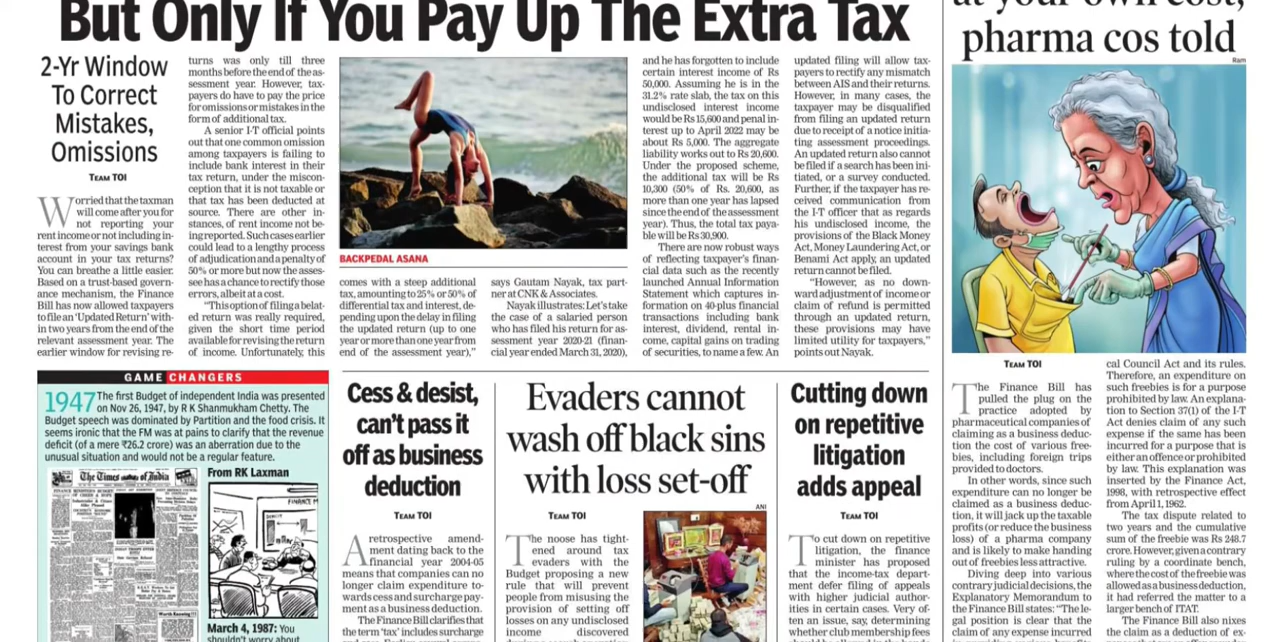 But Only If You Pay Up The Extra Tax
2-Yr Window
To Correct
Mistakes,
Omissions
TEAM TOI
Worried that the taxman
will come after you for
not reporting your
rent income or not including in-
terest from your savings bank
account in your tax returns?
You can breathe a little easier.
Based on a trust-based govern-
ance mechanism, the Finance
Bill has now allowed taxpayers
to file an ‘Updated Return’ with-
in two years from the end of the
relevant assessment year. The
earlier window for revising re-
turns was only till three
months before the end of the as-
sessment year. However, tax-
payers do have to pay the price
for omissions or mistakes in the
form of additional tax.
A senior I-T official points
out that one common omission
among taxpayers is failing to
include bank interest in their
tax return, under the miscon-
ception that it is not taxable or
that tax has been deducted at
source. There are other in-
stances, of rent income not be-
ing reported. Such cases earlier
could lead to a lengthy process
of adjudication and a penalty of
50% or more but now the asses-
see has a chance to rectify those
errors, albeit at a cost.
“This option of filing a belat-
ed return was really required,
given the short time period
available for revising the return
of income. Unfortunately, this
BACKPEDAL ASANA
comes with a steep additional
tax, amounting to 25% or 50% of
differential tax and interest, de-
pending upon the delay in filing
the updated return (up to one
year or more than one year from
end of the assessment year),”
says Gautam Nayak, tax part-
ner at CNK & Associates.
Nayak illustrates: Let’s take
the case of a salaried person
who has filed his return for as-
sessment year 2020-21 (finan-
cial year ended March 31, 2020),
and he has forgotten to include
certain interest income of Rs
50,000. Assuming he is in the
31.2% rate slab, the tax on this
undisclosed interest income
would be Rs 15,600 and penal in-
terest up to April 2022 may be
about Rs 5,000. The aggregate
liability works out to Rs 20,600.
Under the proposed scheme,
the additional tax will be Rs
10,300 (50% of Rs. 20,600, as
more than one year has lapsed
since the end of the assessment
year). Thus, the total tax paya-
ble will be Rs 30,900.
There are now robust ways
of reflecting taxpayer’s finan-
cial data such as the recently
launched Annual Information
Statement which captures in-
formation on 40-plus financial
transactions including bank
interest, dividend, rental in-
come, capital gains on trading
of securities, to name a few. An
updated filing will allow tax-
payers to rectify any mismatch
between AIS and their returns.
However, in many cases, the
taxpayer may be disqualified
from filing an updated return
due to receipt of a notice initia-
ting assessment proceedings.
An updated return also cannot
be filed if a search has been ini-
tiated, or a survey conducted.
Further, if the taxpayer has re-
ceived communication from
the I-T officer that as regards
his undisclosed income, the
provisions of the Black Money
Act, Money Laundering Act, or
Benami Act apply, an updated
return cannot be filed.
“However, as no down-
ward adjustment of income or
claim of refund is permitted
through an updated return,
these provisions may have
limited utility for taxpayers,”
points out Nayak.
at your own cost,
pharma cos told
Ram
TEAM TOI
The Finance Bill has
pulled the plug on the
practice adopted by
pharmaceutical companies of
claiming as a business deduc-
tion the cost of various free-
bies, including foreign trips
provided to doctors.
In other words, since such
expenditure can no longer be
claimed as a business deduc-
tion, it will jack up the taxable
profits (or reduce the business
loss) of a pharma company
and is likely to make handing
out of freebies less attractive.
Diving deep into various
contrary judicial decisions, the
Explanatory Memorandum to
the Finance Bill states: “The le-
gal position is clear that the
claim of any expense incurred
cal Council Act and its rules.
Therefore, an expenditure on
such freebies is for a purpose
prohibited by law. An explana-
tion to Section 37(1) of the I-T
Act denies claim of any such
expense if the same has been
incurred for a purpose that is
either an offence or prohibited
by law. This explanation was
inserted by the Finance Act,
1998, with retrospective effect
from April 1, 1962.
The tax dispute related to
two years and the cumulative
sum of the freebie was Rs 248.7
crore. However, given a contrary
ruling by a coordinate bench,
where the cost of the freebie was
allowed as a business deduction,
it had referred the matter to a
larger bench of ITAT.
The Finance Bill also nixes
the claim as a deduction of ex-
GAME CHANGERS
1947 The first Budget of independent India was presented
on Nov 26, 1947, by R K Shanmukham Chetty. The
Budget speech was dominated by Partition and the food crisis. It
seems ironic that the FM was at pains to clarify that the revenue
deficit (of a mere ₹26.2 crore) was an aberration due to the
unusual situation and would not be a regular feature.
The Times of India
From RK Laxman
March 4, 1987: You
shouldn't worry about
Cess & desist,
can’t pass it
off as business
deduction
TEAM TOI
A retrospective amend-
ment dating back to the
financial year 2004-05
means that companies can no
longer claim expenditure to-
wards cess and surcharge pay-
ment as a business deduction.
The Finance Bill clarifies that
the term ‘tax’ includes surcharge
Evaders cannot
wash off black sins
with loss set-off
TEAM TOI
ANI
The noose has tight-
ened around tax
evaders with the
Budget proposing a new
rule that will prevent
people from misusing the
provision of setting off
losses on any undisclosed
income discovered
Cutting down
on repetitive
litigation
adds appeal
TEAM TOI
To cut down on repetitive
litigation, the finance
minister has proposed
that the income-tax depart-
ment defer filing of appeals
with higher judicial author-
ities in certain cases. Very of-
ten an issue, say, determining
whether club membership fees